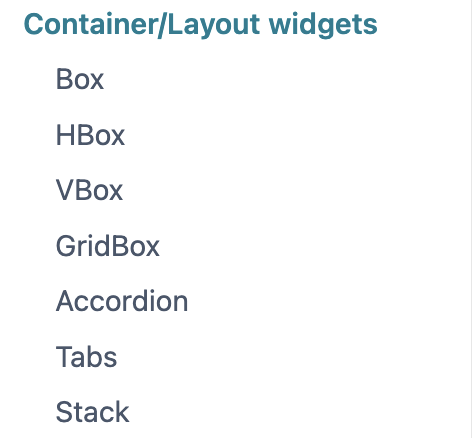 Container/Layout widgets
Box
HBox
VBox
GridBox
Accordion
Tabs
Stack